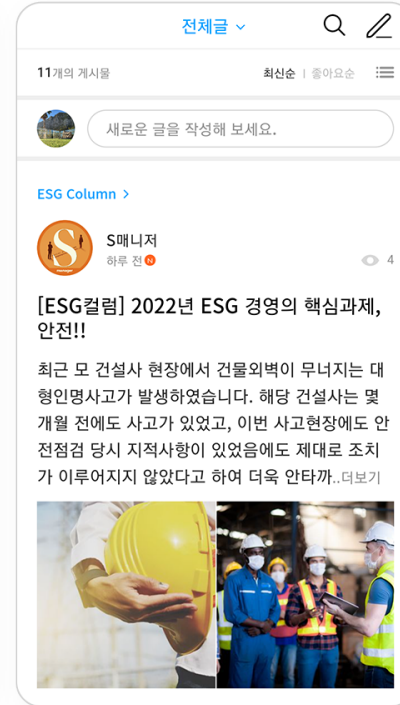 전체글
11개의 게시물
최신순 | 좋아요순
새로운 글을 작성해 보세요.
ESG Column >
S
S매니저
하루 전 N
4
[ESG컬럼] 2022년 ESG 경영의 핵심과제,
안전!!
최근 모 건설사 현장에서 건물외벽이 무너지는 대
형인명사고가 발생하였습니다. 해당 건설사는 몇
개월 전에도 사고가 있었고, 이번 사고현장에도 안
전점검 당시 지적사항이 있었음에도 제대로 조치
가 이루어지지 않았다고 하여 더욱 안타까..더보기